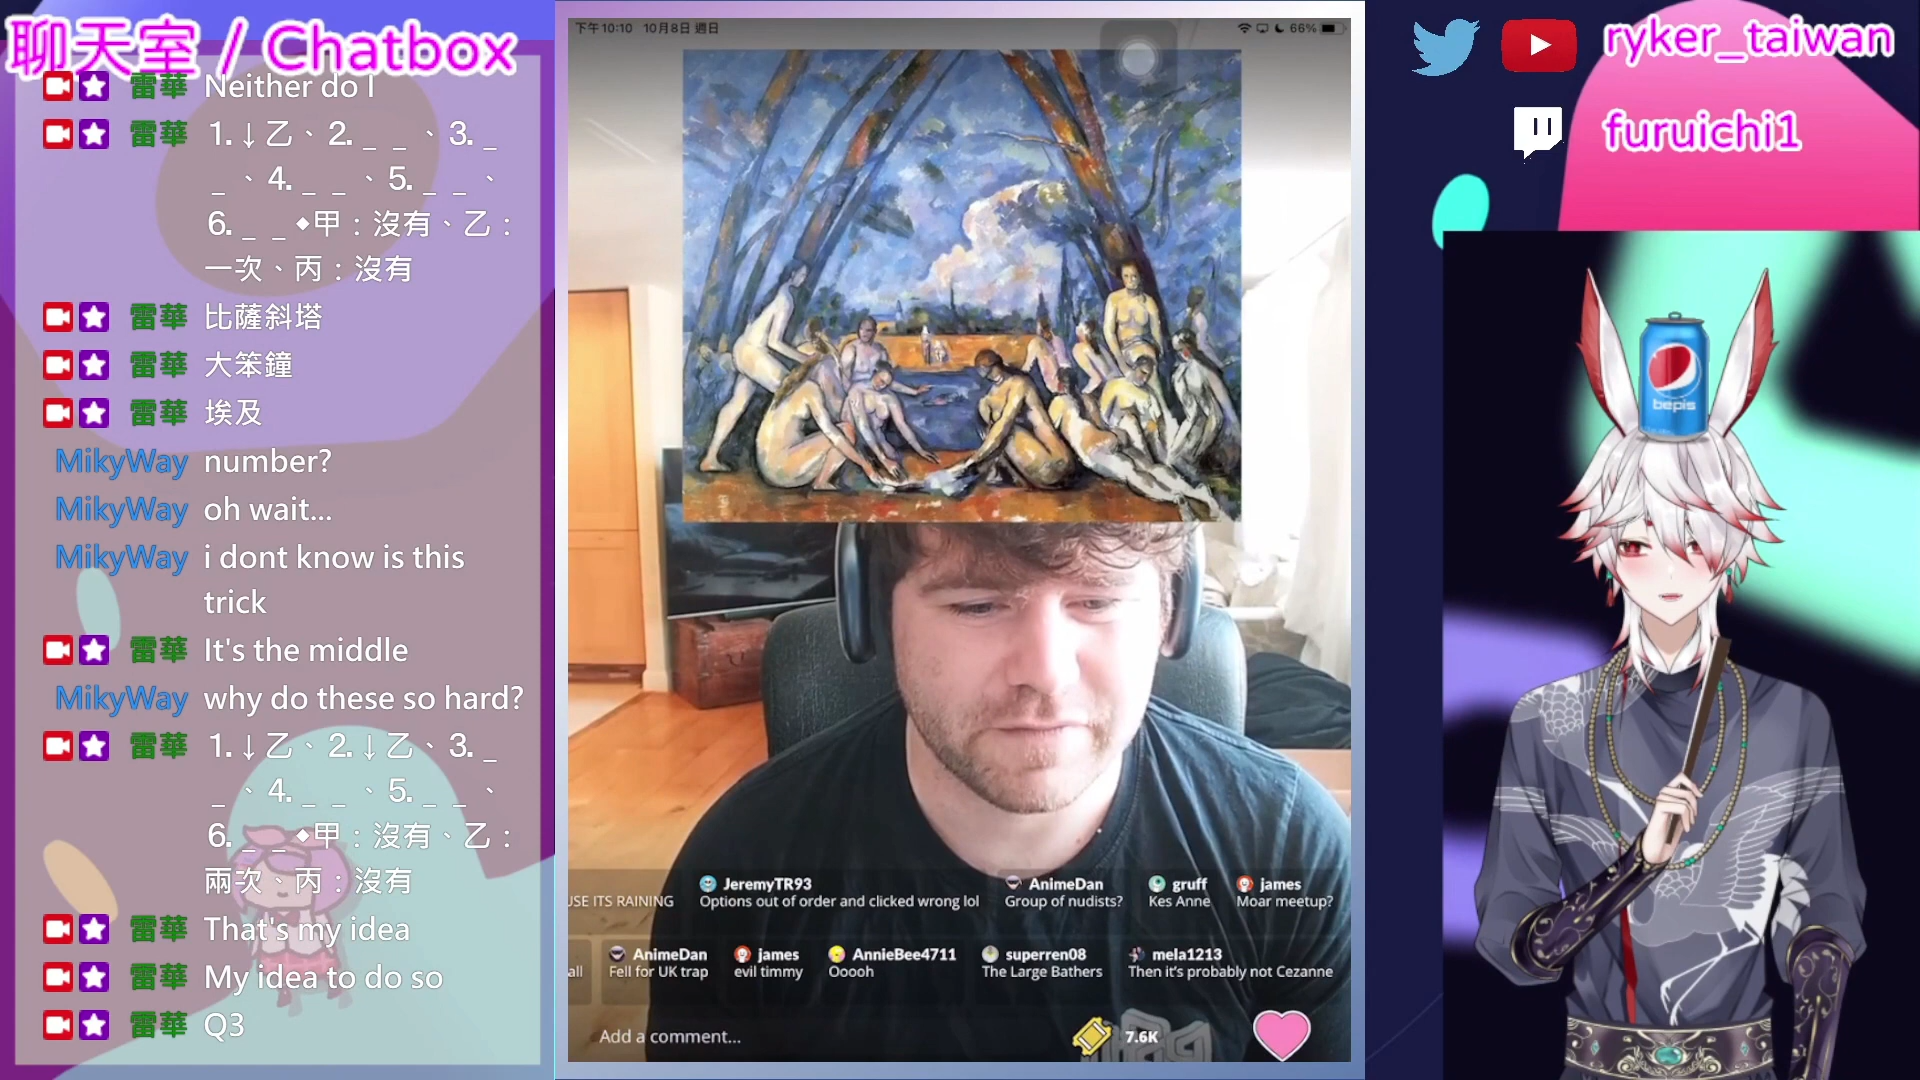 聊天室 / Chatbox
雷華 Neither do I
雷華 1.↓乙、2.＿＿、3.＿
＿、4.＿＿、5.＿＿、
6.＿＿◆甲：沒有、乙：
一次、丙：沒有
雷華 比薩斜塔
雷華 大笨鐘
雷華 埃及
MikyWay number?
MikyWay oh wait...
MikyWay i dont know is this
trick
雷華 It's the middle
MikyWay why do these so hard?
雷華 1.↓乙、2.↓乙、3.＿
＿、4.＿＿、5.＿＿、
6.＿＿◆甲：沒有、乙：
兩次、丙：沒有
雷華 That's my idea
雷華 My idea to do so
雷華 Q3
下午10:10 10月8日 週日
66%
JeremyTR93 AnimeDan gruff james
USE ITS RAINING Options out of order and clicked wrong lol Group of nudists? Kes Anne Moar meetup?
AnimeDan james AnnieBee4711 superren08 mela1213
all Fell for UK trap evil timmy Ooooh The Large Bathers Then it's probably not Cezanne
Add a comment... 7.6K
ryker_taiwan
furuichi1
bepis